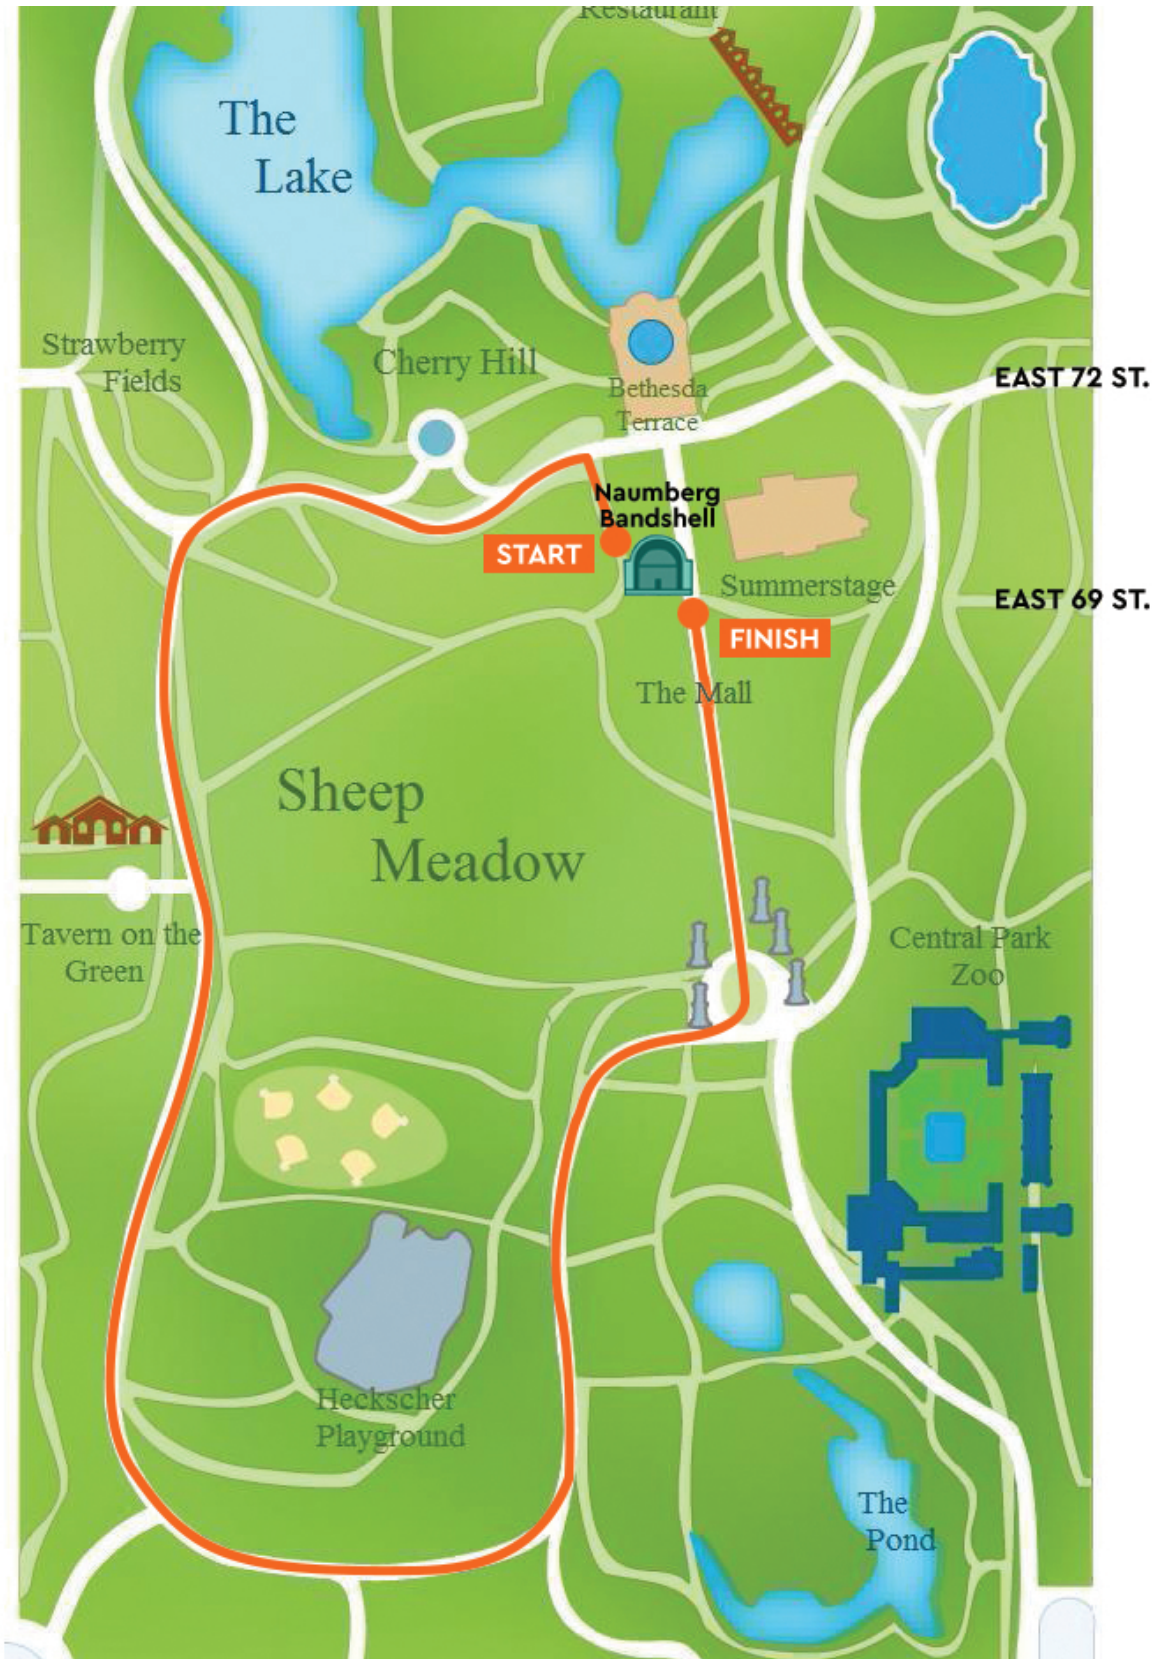 Restaurant
The
Lake
Strawberry
Fields
Cherry Hill
EAST 72 ST.
Bethesda
Terrace
Naumberg
Bandshell
START
Summerstage
EAST 69 ST.
FINISH
The Mall
Sheep
Meadow
Tavern on the
Green
Central Park
Zoo
Heckscher
Playground
The
Pond